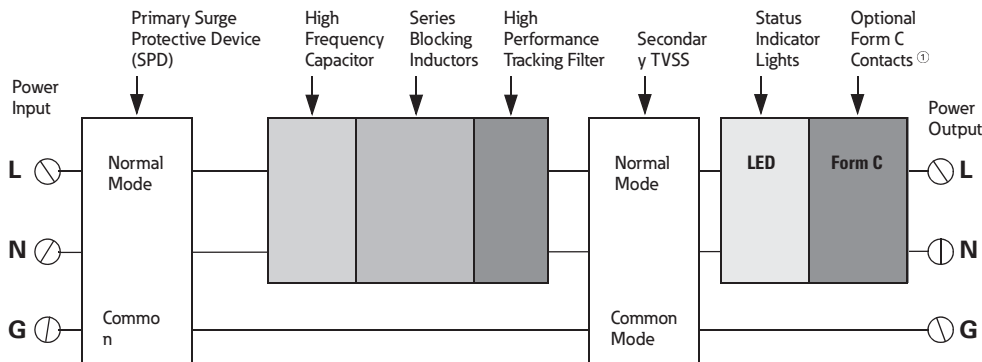 Primary Surge
Protective Device
(SPD)
High
Frequency
Capacitor
Series
Blocking
Inductors
High
Performance
Tracking Filter
Secondar
y TVSS
Status
Indicator
Lights
Optional
Form C
Contacts ①
Power
Input
Power
Output
L
Normal
Mode
Normal
Mode
LED
Form C
L
N
N
G
Commo
n
Common
Mode
G